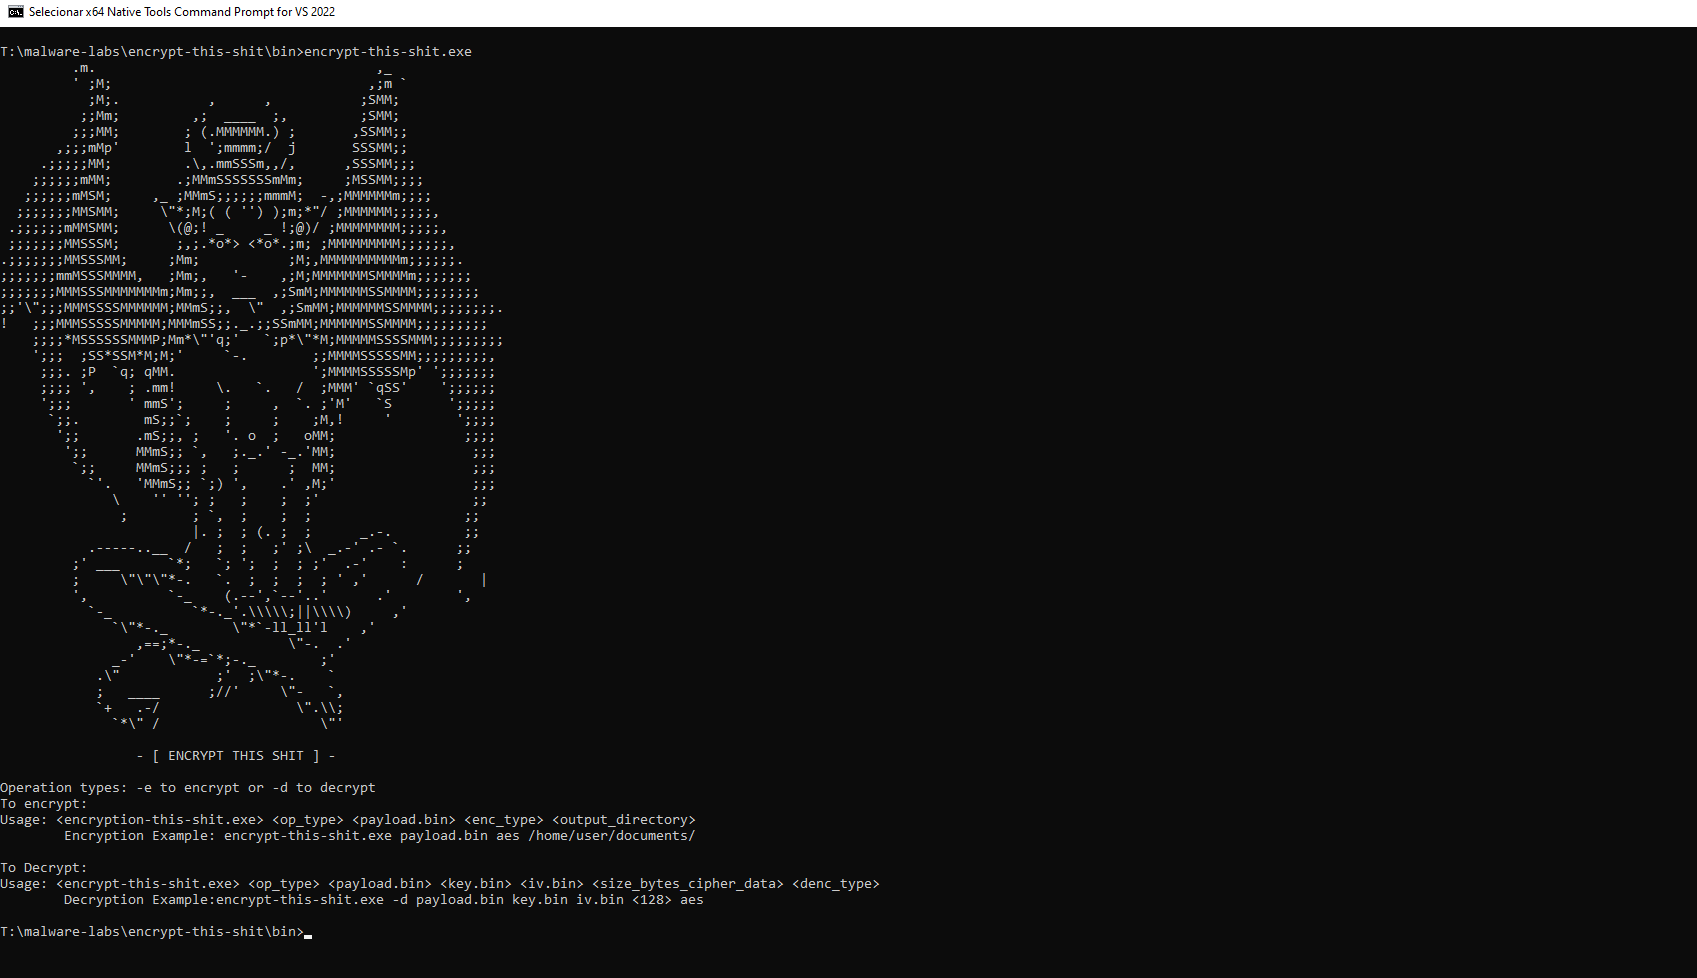 Selecionar x64 Native Tools Command Prompt for VS 2022
T:\malware-labs\encrypt-this-shit\bin>encrypt-this-shit.exe
- [ ENCRYPT THIS SHIT ] -
Operation types: -e to encrypt or -d to decrypt
To encrypt:
Usage: <encryption-this-shit.exe> <op_type> <payload.bin> <enc_type> <output_directory>
Encryption Example: encrypt-this-shit.exe payload.bin aes /home/user/documents/
To Decrypt:
Usage: <encrypt-this-shit.exe> <op_type> <payload.bin> <key.bin> <iv.bin> <size_bytes_cipher_data> <denc_type>
Decryption Example:encrypt-this-shit.exe -d payload.bin key.bin iv.bin <128> aes
T:\malware-labs\encrypt-this-shit\bin>